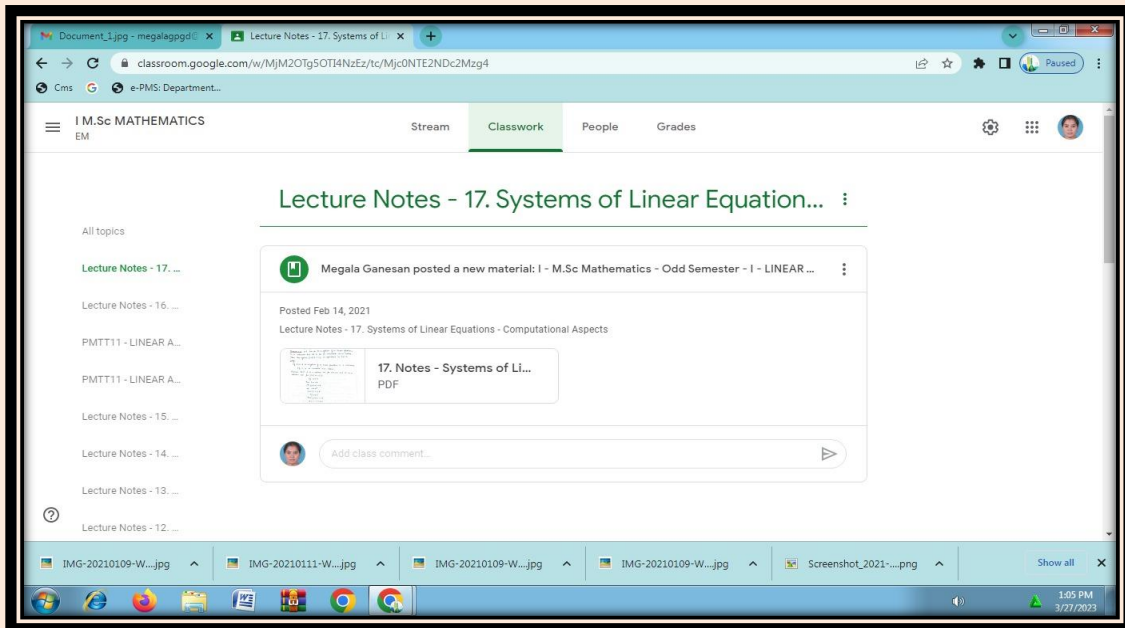 Document_1.jpg - megalagpgd@
Lecture Notes - 17. Systems of Li
classroom.google.com/w/MjM2OTg5OTI4NzEz/tc/Mjc0NTE2NDc2Mzg4
Paused
Cms
e-PMS: Department...
I M.Sc MATHEMATICS
EM
Stream
Classwork
People
Grades
Lecture Notes - 17. Systems of Linear Equation...
All topics
Lecture Notes - 17. ...
Lecture Notes - 16. ...
PMTT11 - LINEAR A...
PMTT11 - LINEAR A...
Lecture Notes - 15. ...
Lecture Notes - 14. ...
Lecture Notes - 13. ...
Lecture Notes - 12. ...
Megala Ganesan posted a new material: I - M.Sc Mathematics - Odd Semester - I - LINEAR ...
Posted Feb 14, 2021
Lecture Notes - 17. Systems of Linear Equations - Computational Aspects
17. Notes - Systems of Li...
PDF
Add class comment...
IMG-20210109-W....jpg
IMG-20210111-W....jpg
IMG-20210109-W....jpg
IMG-20210109-W....jpg
Screenshot_2021-....png
Show all
1:05 PM
3/27/2023